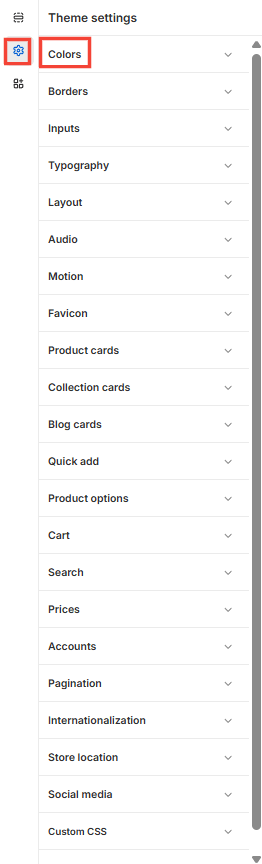 Theme settings
Colors
Borders
Inputs
Typography
Layout
Audio
Motion
Favicon
Product cards
Collection cards
Blog cards
Quick add
Product options
Cart
Search
Prices
Accounts
Pagination
Internationalization
Store location
Social media
Custom CSS